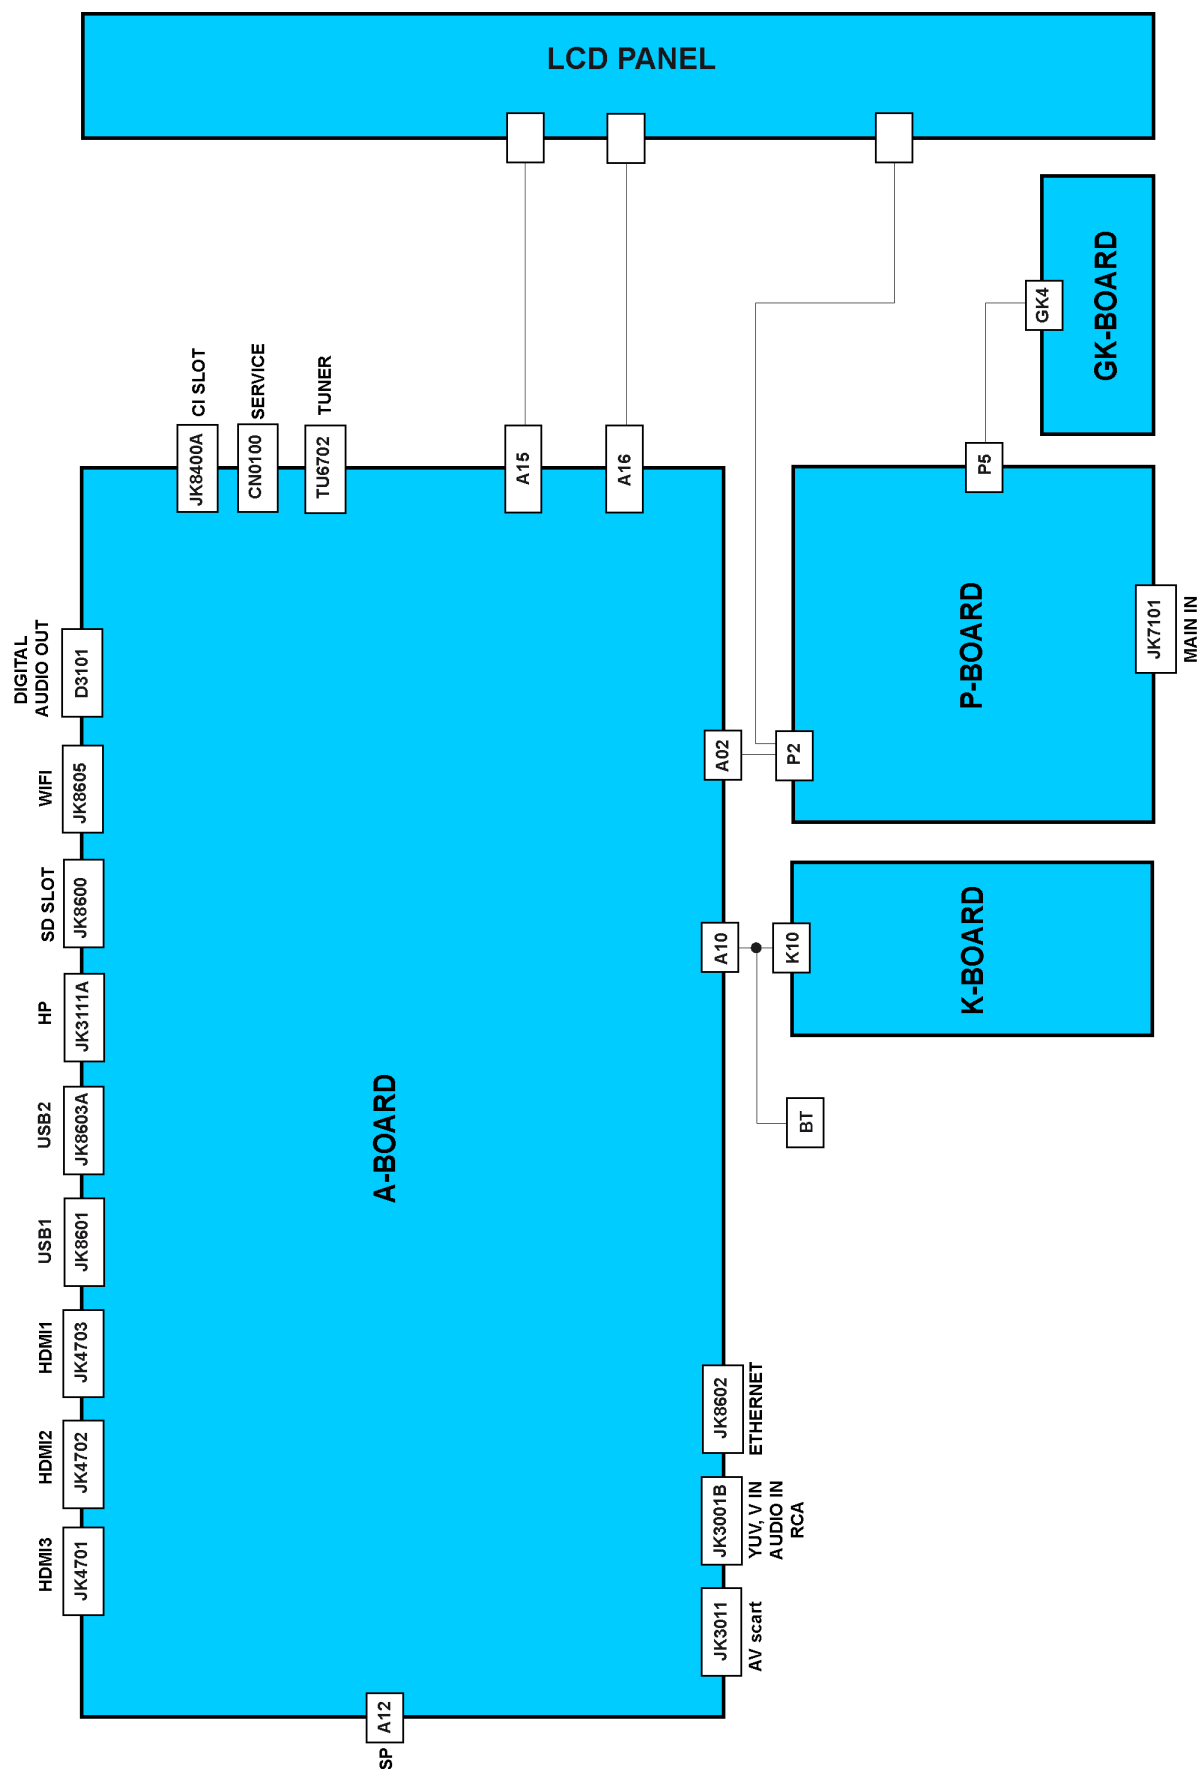 LCD PANEL
GK-BOARD
GK4
CI SLOT
JK8400A
SERVICE
CN0100
TUNER
TU6702
A15
A16
P5
P-BOARD
P2
JK7101
MAIN IN
DIGITAL
AUDIO OUT
D3101
WIFI
JK8605
SD SLOT
JK8600
HP
JK3111A
USB2
JK8603A
USB1
JK8601
HDMI1
JK4703
HDMI2
JK4702
HDMI3
JK4701
A-BOARD
A02
A10
K10
K-BOARD
BT
JK8602
ETHERNET
JK3001B
YUV, V IN
AUDIO IN
RCA
JK3011
AV scart
A12
SP